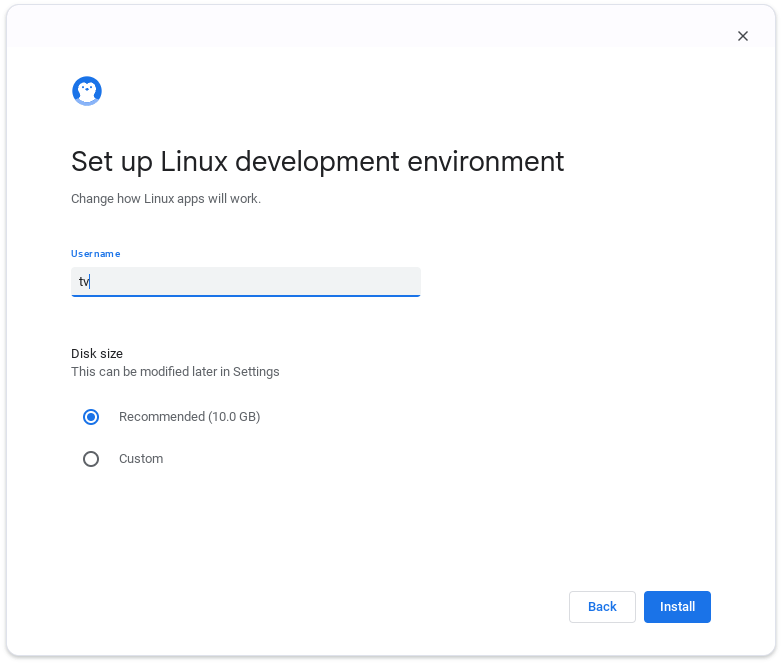 Set up Linux development environment
Change how Linux apps will work.
Username
tv
Disk size
This can be modified later in Settings
Recommended (10.0 GB)
Custom
Back Install